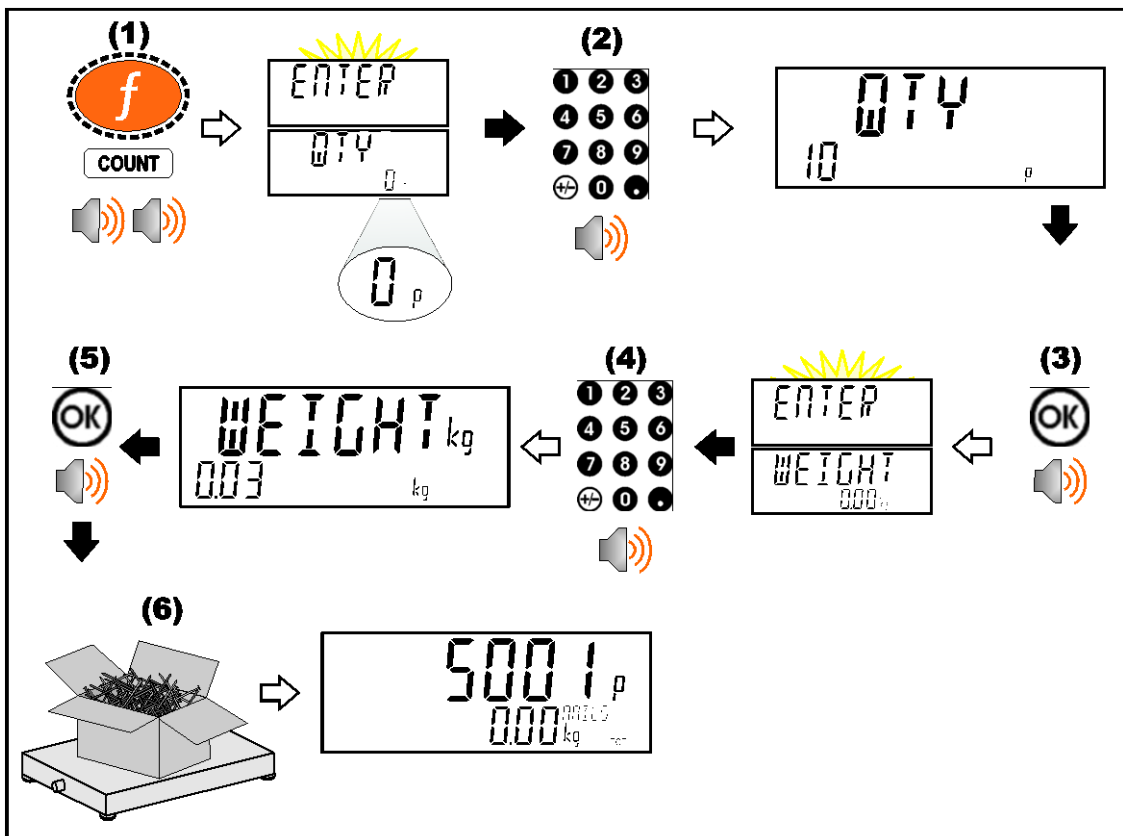 (1)
f
COUNT
ENTER
QTY
0
0 p
(2)
1 2 3
4 5 6
7 8 9
+/- 0 .
QTY
10 p
(3)
OK
ENTER
WEIGHT
0.00
(4)
1 2 3
4 5 6
7 8 9
+/- 0 .
WEIGHT kg
0.03 kg
(5)
OK
(6)
5001 p
0.00 kg